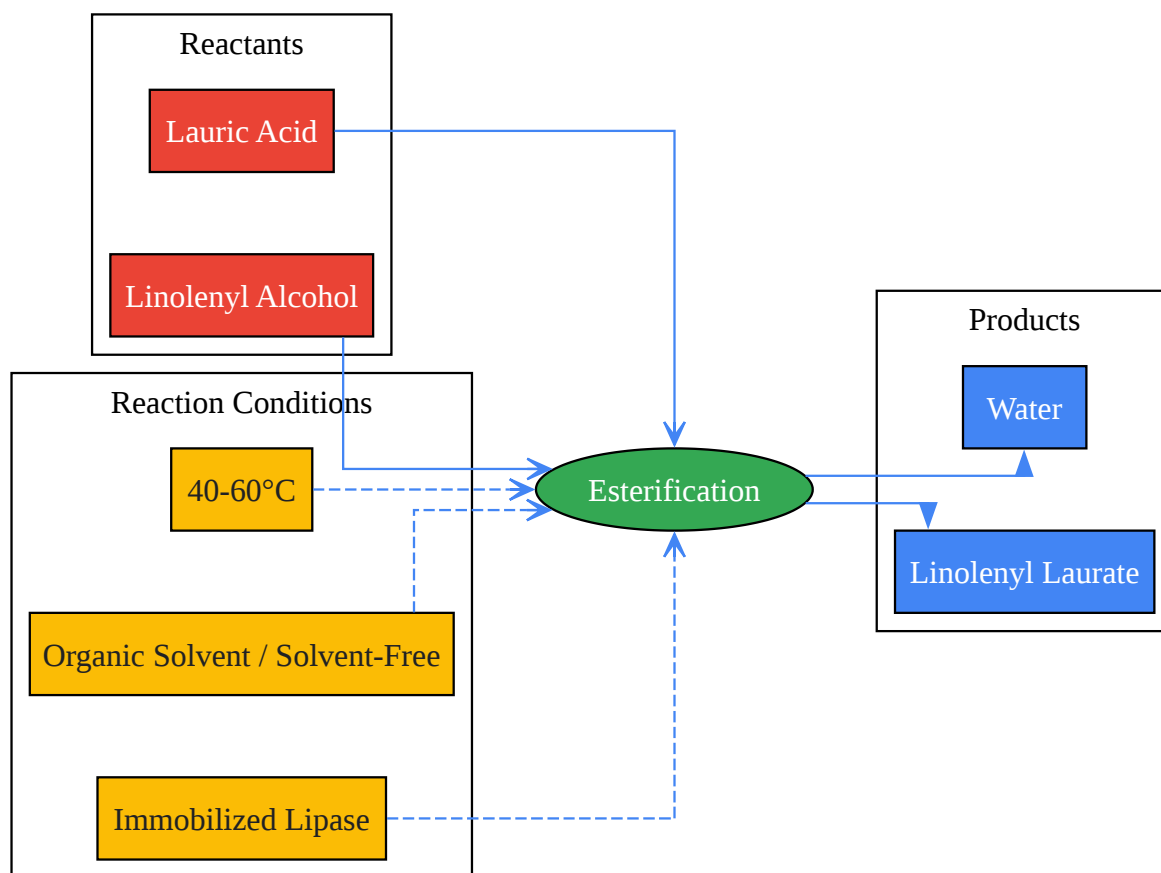 Reactants
Lauric Acid
Linolenyl Alcohol
Reaction Conditions
40-60°C
Organic Solvent / Solvent-Free
Immobilized Lipase
Esterification
Products
Water
Linolenyl Laurate